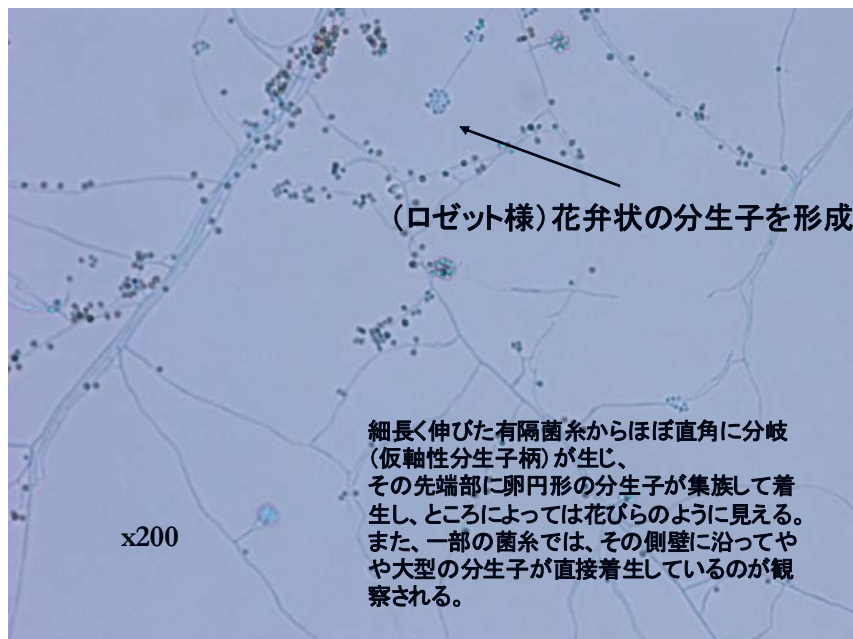 (ロゼット様)花弁状の分生子を形成
細長く伸びた有隔菌糸からほぼ直角に分岐
(仮軸性分生子柄)が生じ、
その先端部に卵円形の分生子が集族して着
生し、ところによっては花びらのように見える。
また、一部の菌糸では、その側壁に沿ってや
や大型の分生子が直接着生しているのが観
察される。
x200